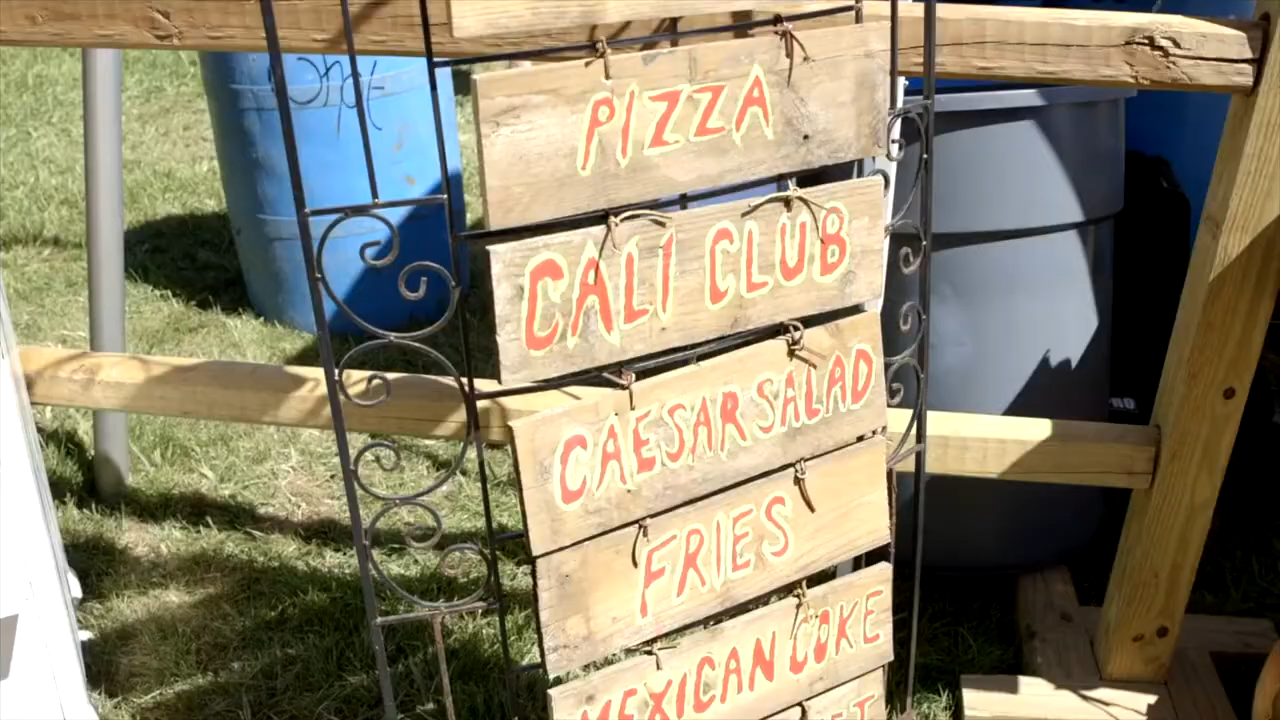 PIZZA
CALI CLUB
CAESAR SALAD
FRIES
MEXICAN COKE